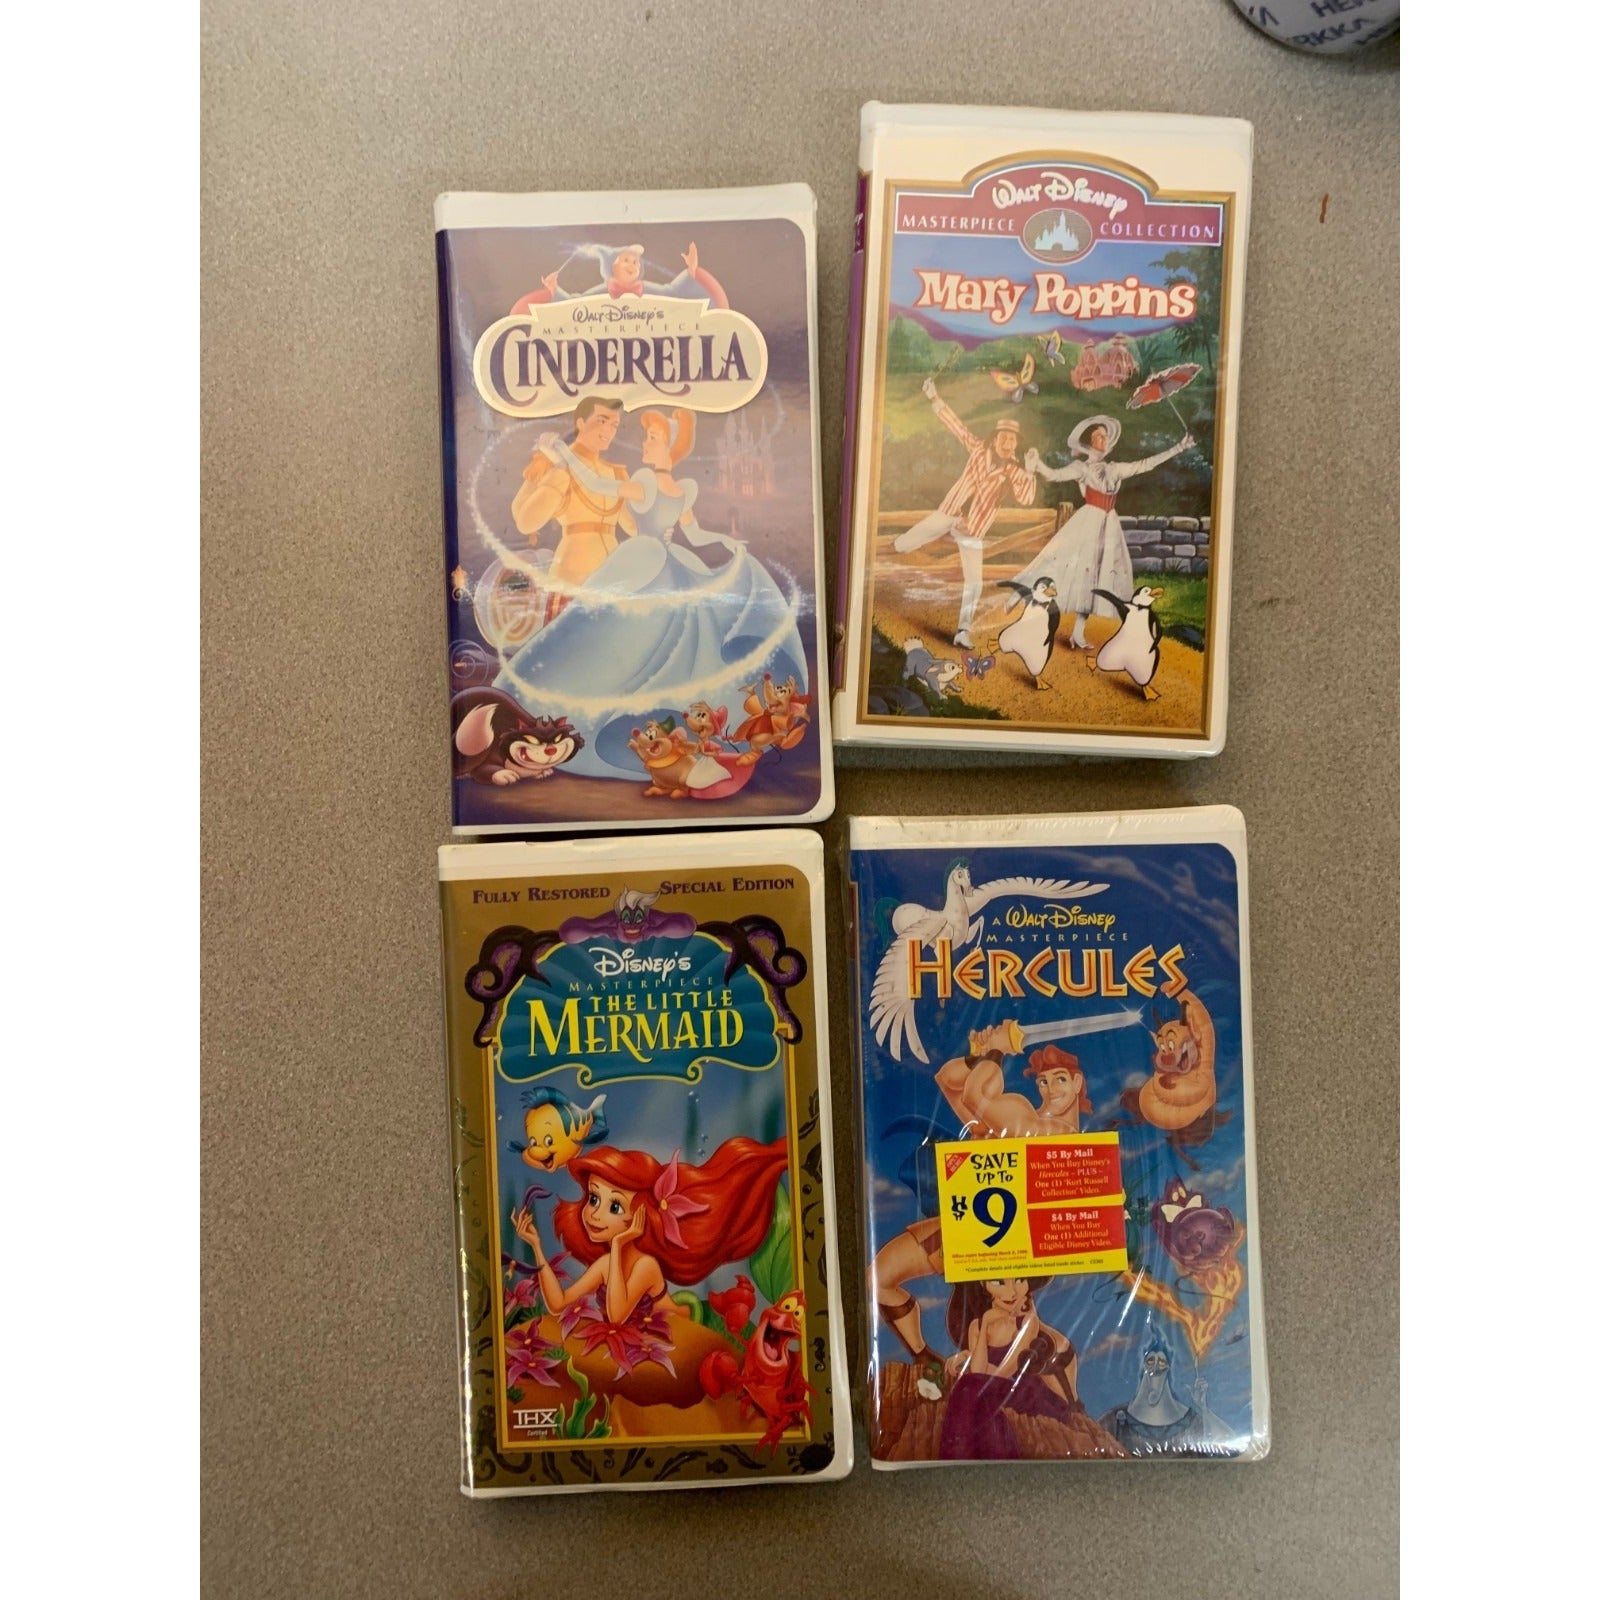 WALT DISNEY'S
MASTERPIECE
CINDERELLA
WALT DISNEY
MASTERPIECE COLLECTION
Mary Poppins
FULLY RESTORED SPECIAL EDITION
DISNEY'S
MASTERPIECE
THE LITTLE
MERMAID
THX
Certified
A WALT DISNEY
MASTERPIECE
HERCULES
SAVE
UP TO
$9
$5 By Mail
When You Buy Disney's
Hercules - PLUS -
One (1) 'Kurt Russell
Collection' Video.
$4 By Mail
When You Buy
One (1) Additional
Eligible Disney Video.